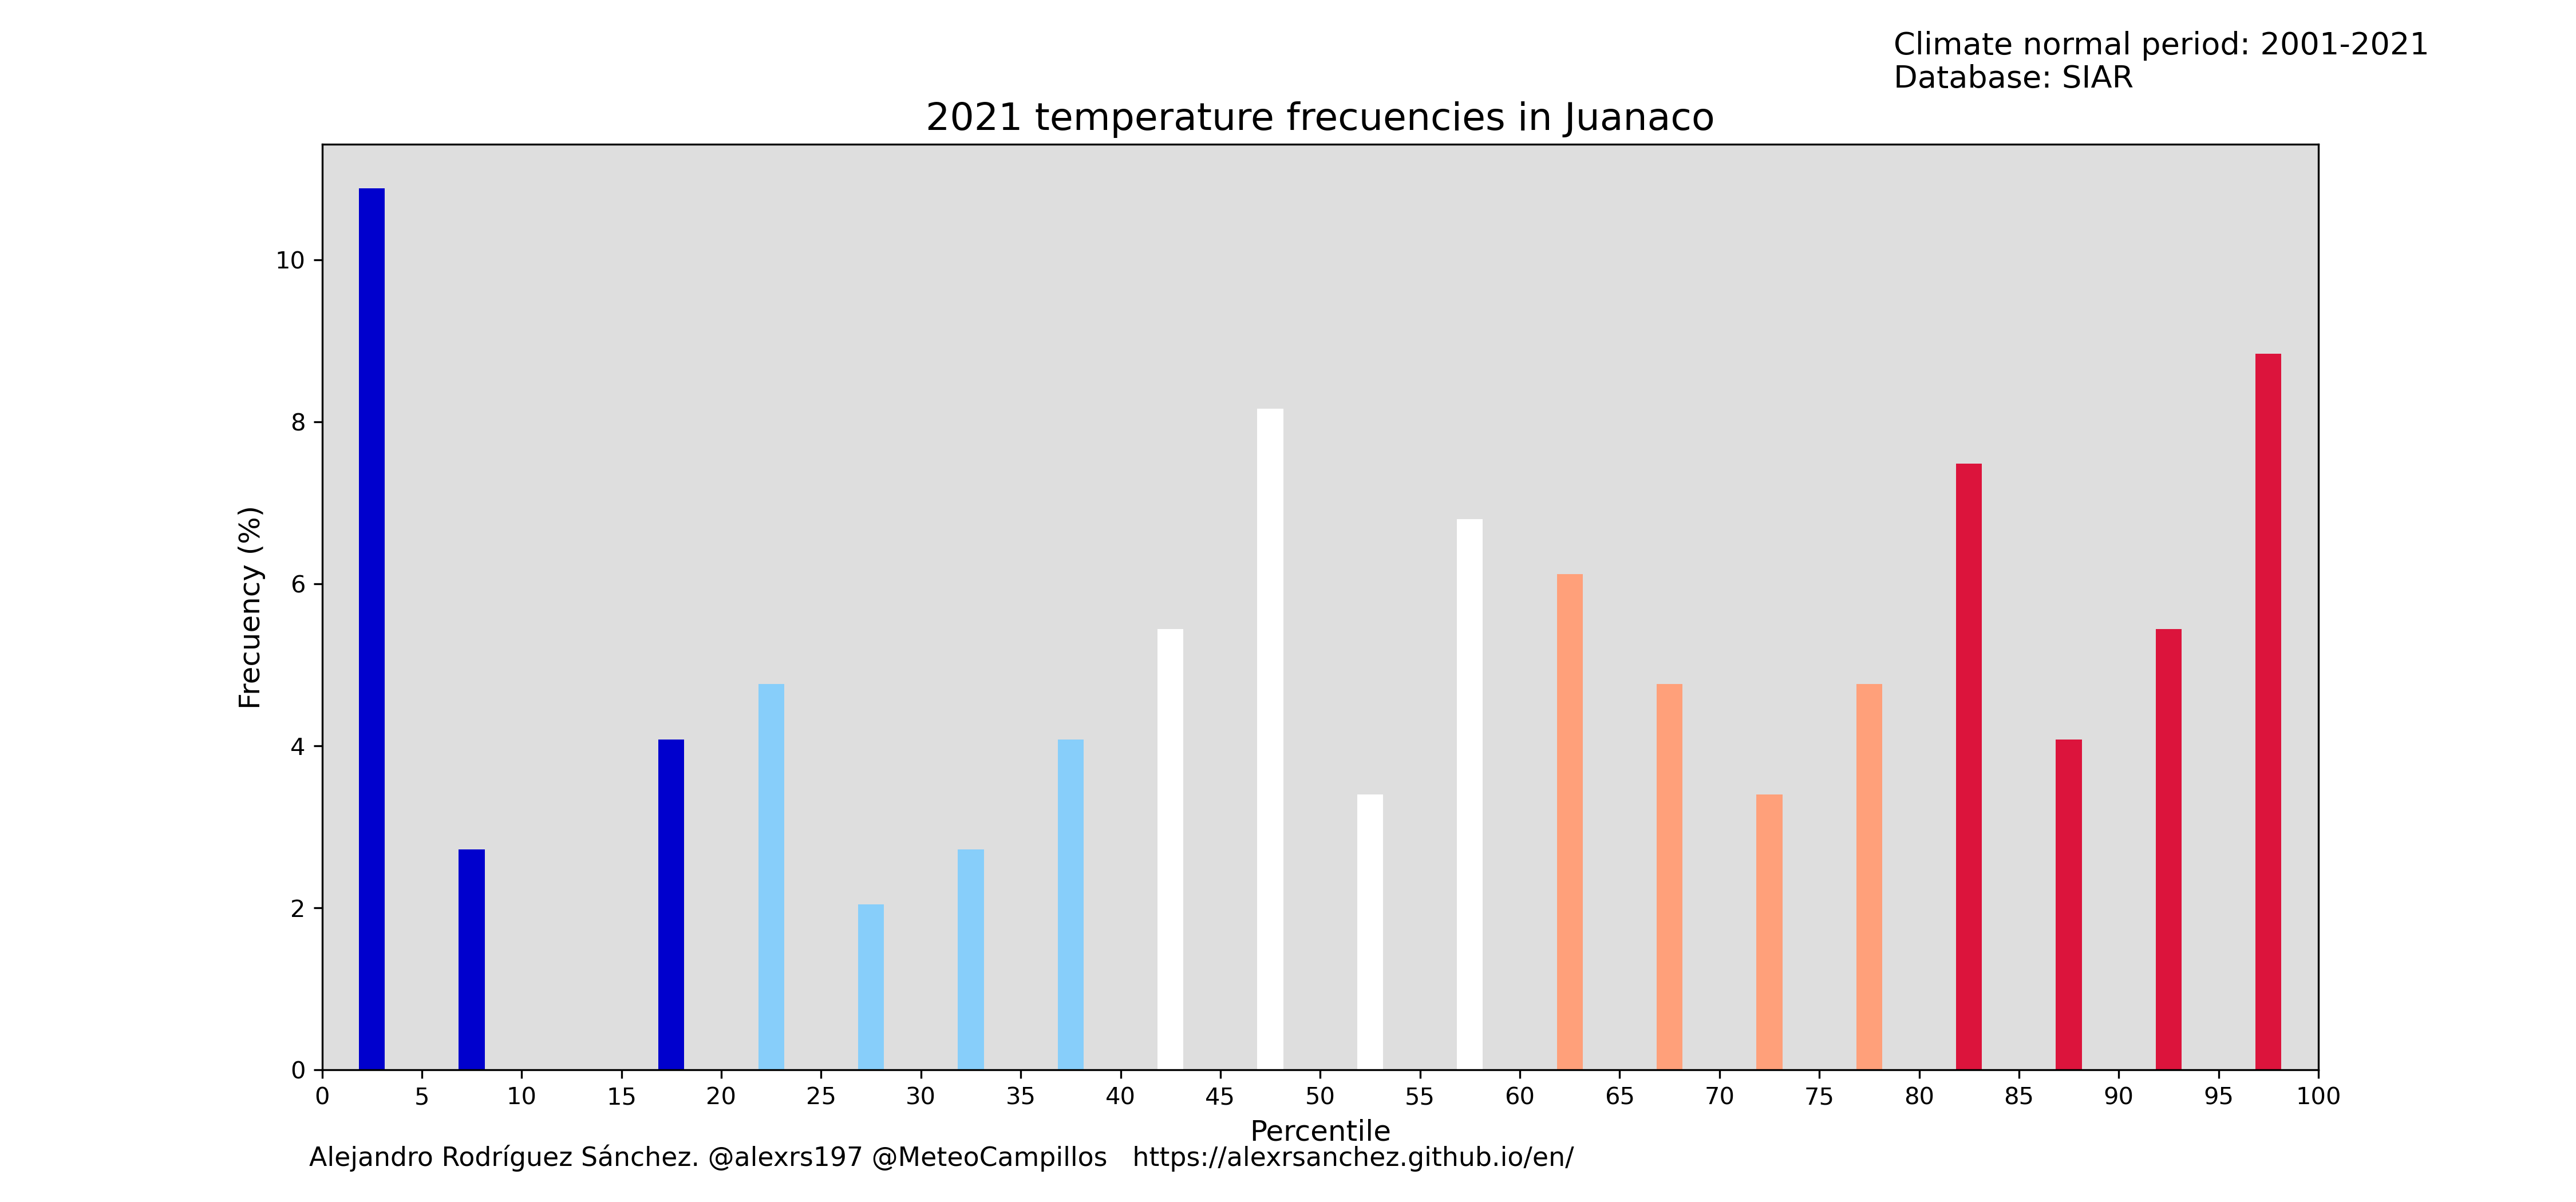 Climate normal period: 2001-2021
Database: SIAR
2021 temperature frecuencies in Juanaco
10
8
6
4
2
0
Frecuency (%)
0 5 10 15 20 25 30 35 40 45 50 55 60 65 70 75 80 85 90 95 100
Percentile
Alejandro Rodríguez Sánchez. @alexrs197 @MeteoCampillos https://alexrsanchez.github.io/en/